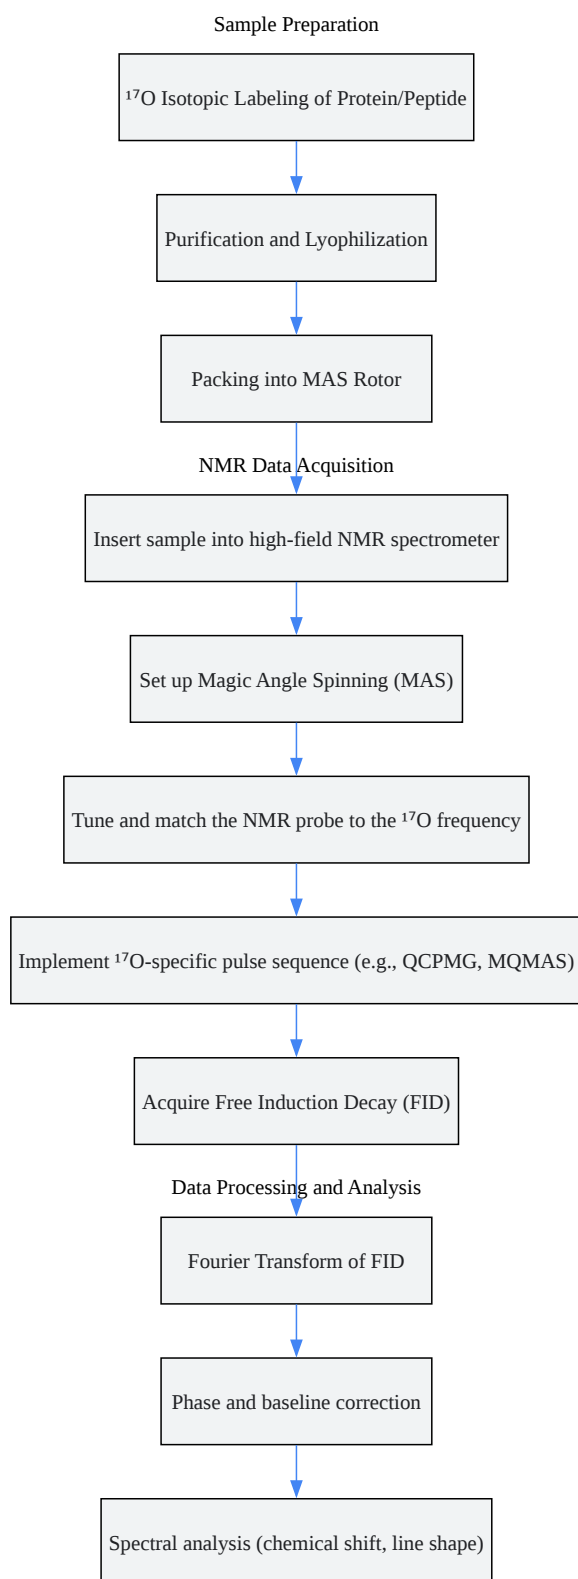 Sample Preparation
¹⁷O Isotopic Labeling of Protein/Peptide
Purification and Lyophilization
Packing into MAS Rotor
NMR Data Acquisition
Insert sample into high-field NMR spectrometer
Set up Magic Angle Spinning (MAS)
Tune and match the NMR probe to the ¹⁷O frequency
Implement ¹⁷O-specific pulse sequence (e.g., QCPMG, MQMAS)
Acquire Free Induction Decay (FID)
Data Processing and Analysis
Fourier Transform of FID
Phase and baseline correction
Spectral analysis (chemical shift, line shape)